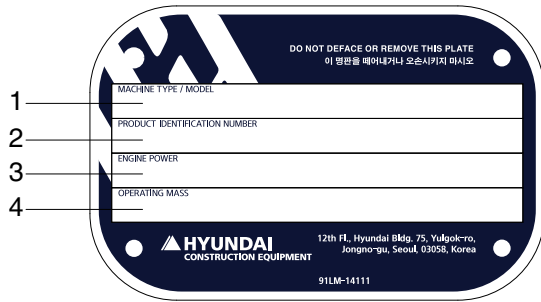 DO NOT DEFACE OR REMOVE THIS PLATE
이 명판을 떼어내거나 오손시키지 마시오
1
MACHINE TYPE / MODEL
2
PRODUCT IDENTIFICATION NUMBER
3
ENGINE POWER
4
OPERATING MASS
HYUNDAI
CONSTRUCTION EQUIPMENT
12th Fl., Hyundai Bldg. 75, Yulgok-ro,
Jongno-gu, Seoul, 03058, Korea
91LM-14111